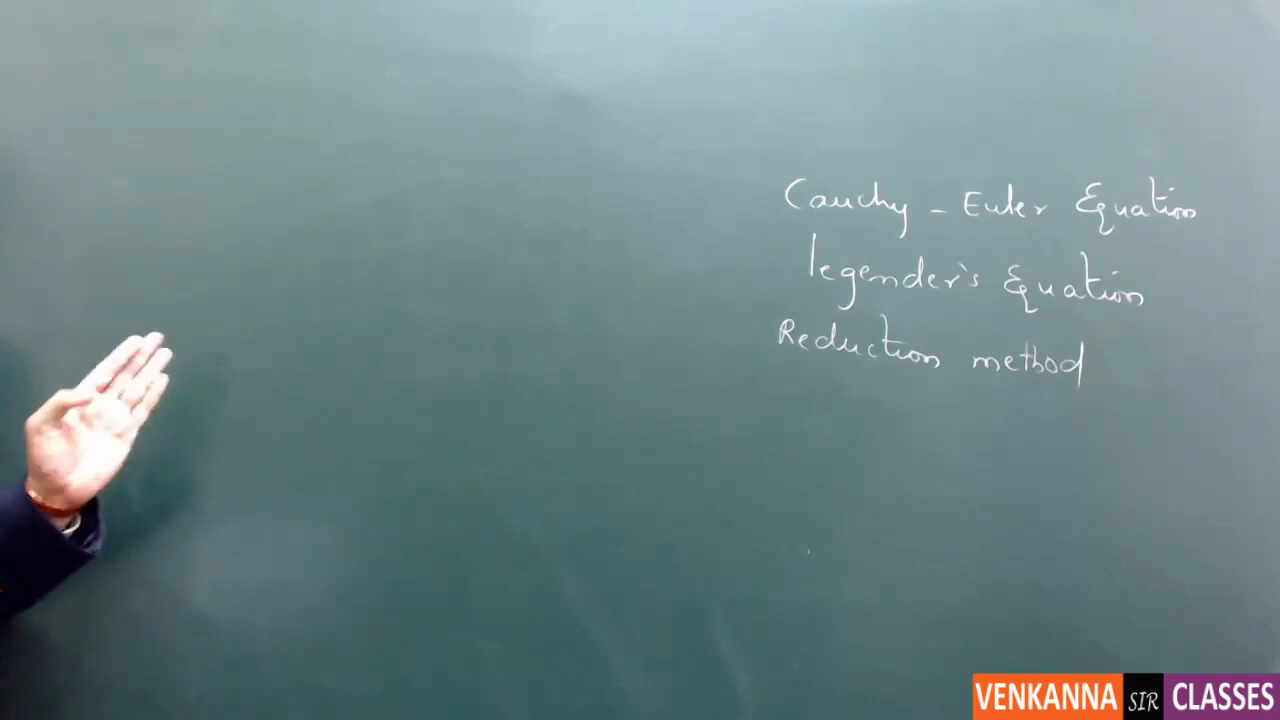 Cauchy - Euler Equation
legender's Equation
Reduction method
VENKANNA SIR CLASSES